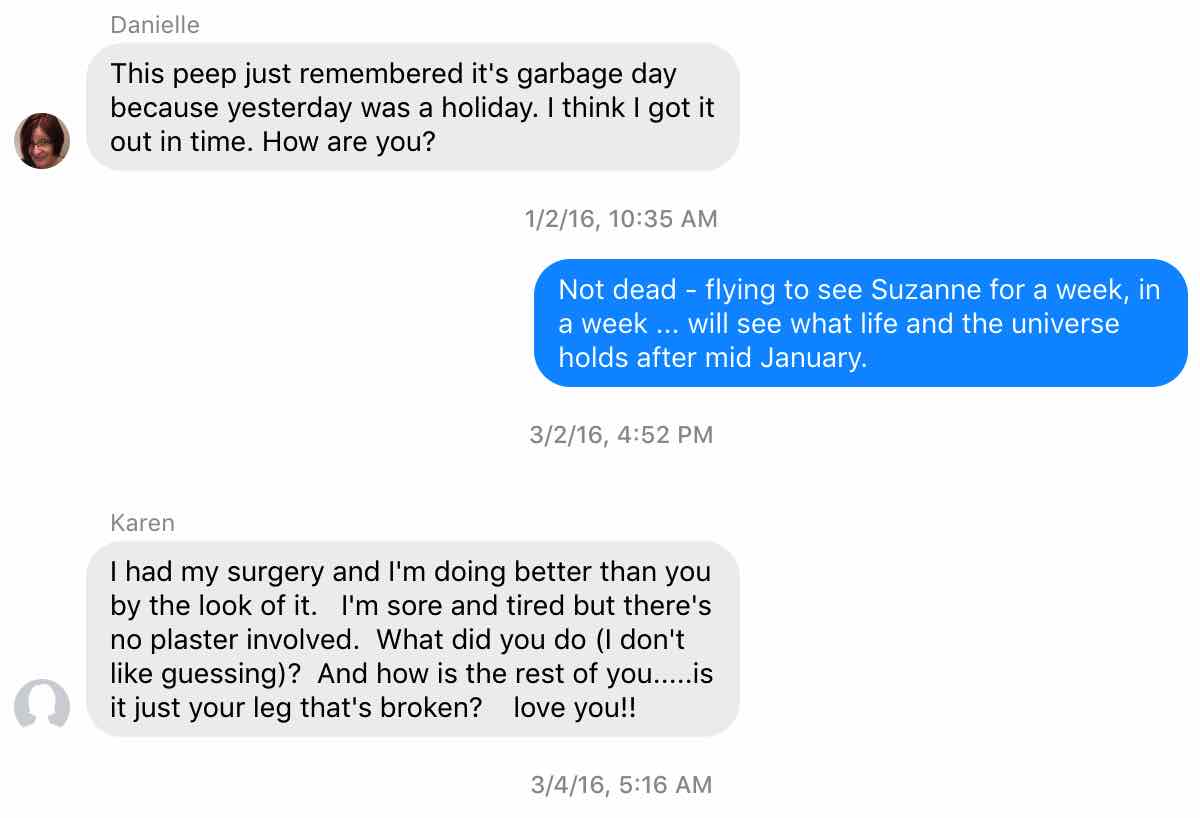 Danielle
This peep just remembered it's garbage day
because yesterday was a holiday. I think I got it
out in time. How are you?
1/2/16, 10:35 AM
Not dead - flying to see Suzanne for a week, in
a week ... will see what life and the universe
holds after mid January.
3/2/16, 4:52 PM
Karen
I had my surgery and I'm doing better than you
by the look of it.   I'm sore and tired but there's
no plaster involved.  What did you do (I don't
like guessing)?  And how is the rest of you.....is
it just your leg that's broken?    love you!!
3/4/16, 5:16 AM